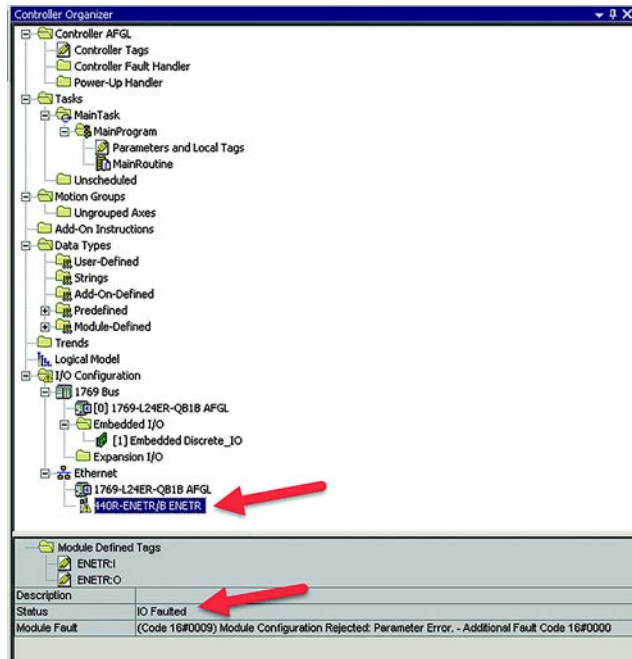 Controller Organizer
Controller AFGL
Controller Tags
Controller Fault Handler
Power-Up Handler
Tasks
MainTask
MainProgram
Parameters and Local Tags
MainRoutine
Unscheduled
Motion Groups
Ungrouped Axes
Add-On Instructions
Data Types
User-Defined
Strings
Add-On-Defined
Predefined
Module-Defined
Trends
Logical Model
I/O Configuration
1769 Bus
[0] 1769-L24ER-QB1B AFGL
Embedded I/O
[1] Embedded Discrete_IO
Expansion I/O
Ethernet
1769-L24ER-QB1B AFGL
440R-ENETR/B ENETR
Module Defined Tags
ENETR:I
ENETR:O
Description
Status IO Faulted
Module Fault (Code 16#0009) Module Configuration Rejected: Parameter Error. - Additional Fault Code 16#0000